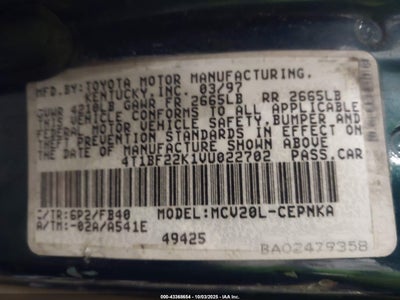 MFD.BY:TOYOTA MOTOR MANUFACTURING.
KENTUCKY,INC. 03/97
GVWR 4210LB GAWR FR 2665LB RR 2665LB
THIS VEHICLE CONFORMS TO ALL APPLICABLE
FEDERAL MOTOR VEHICLE SAFETY,BUMPER AND
THEFT PREVENTION STANDARDS IN EFFECT ON
THE DATE OF MANUFACTURE SHOWN ABOVE.
4T1BF22K1VU022702 PASS.CAR
C/TR:6P2/FB40 MODEL:MCV20L-CEPNKA
A/TM:-02A/A541E
49425
BA02479358
IAA
STOCK: 43368654 | 10/03/2025 -